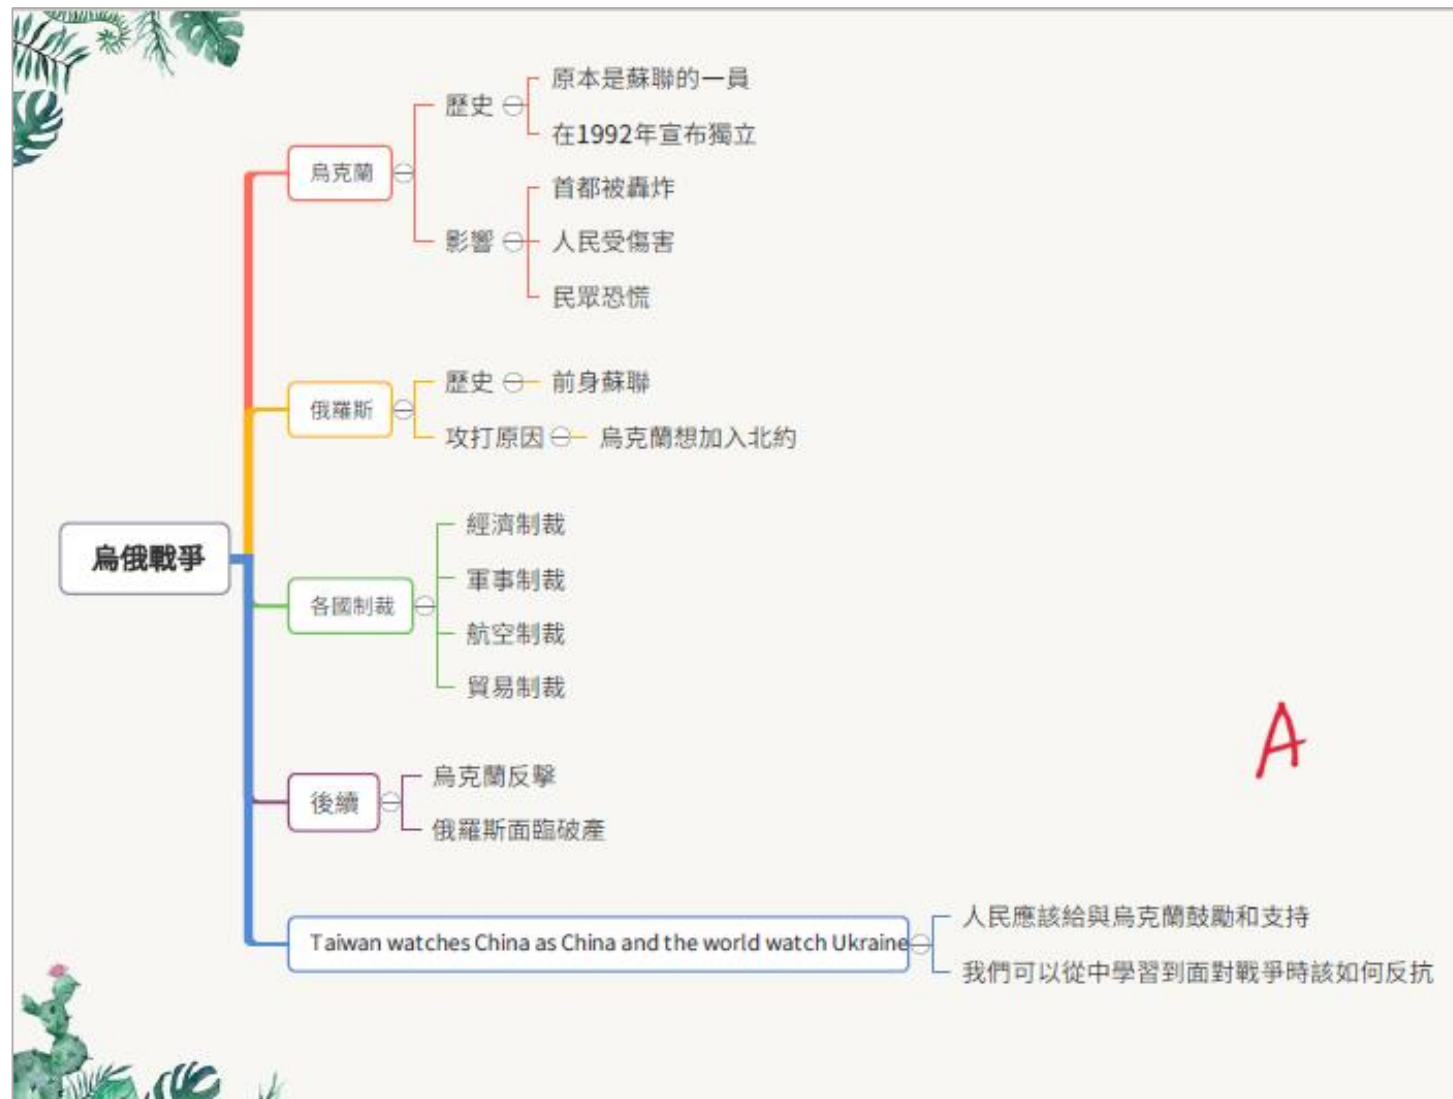 歷史
原本是蘇聯的一員
在1992年宣布獨立
烏克蘭
影響
首都被轟炸
人民受傷害
民眾恐慌
俄羅斯
歷史
前身蘇聯
攻打原因
烏克蘭想加入北約
烏俄戰爭
各國制裁
經濟制裁
軍事制裁
航空制裁
貿易制裁
A
後續
烏克蘭反擊
俄羅斯面臨破產
Taiwan watches China as China and the world watch Ukraine
人民應該給與烏克蘭鼓勵和支持
我們可以從中學習到面對戰爭時該如何反抗